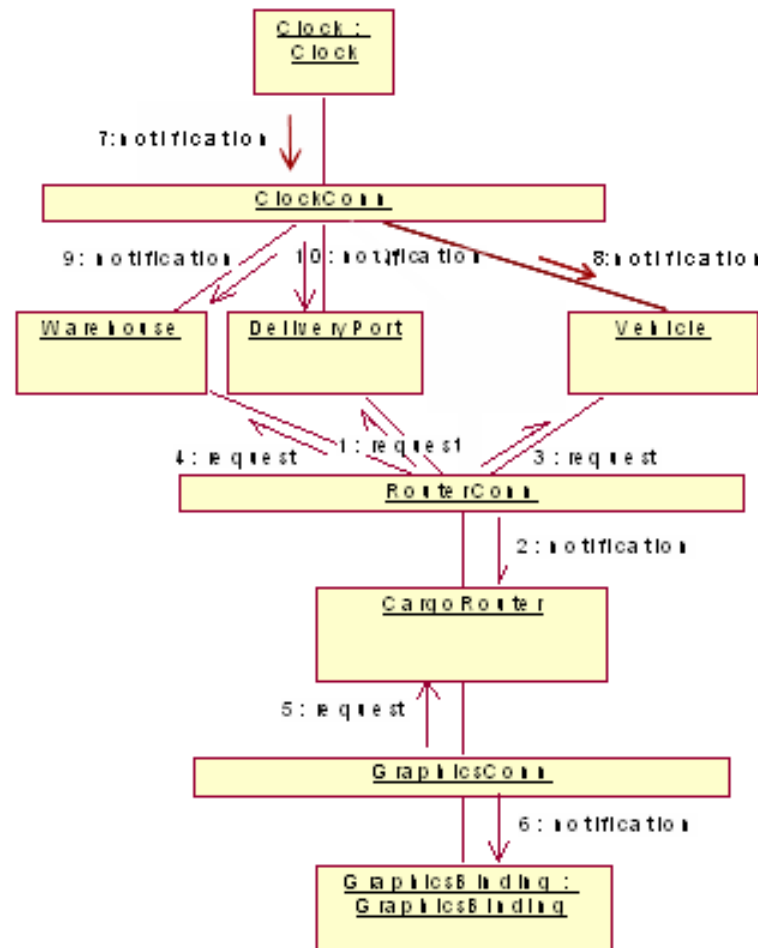 Clock :
Clock
7:notification
ClockConn
9: notification
10: notification
8:notification
Warehouse
DeliveryPort
Vehicle
4: request
1: request
3: request
RouterConn
2: notification
CargoRouter
5: request
GraphicsConn
6: notification
GraphicsBinding :
GraphicsBinding